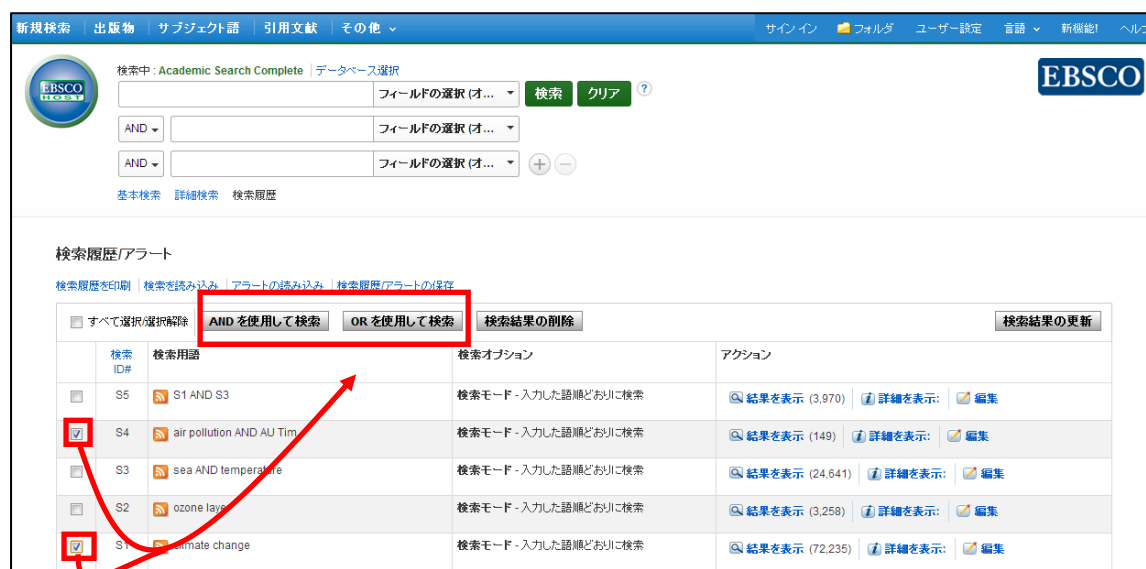 新規検索 出版物 サブジェクト語 引用文献 その他 サインイン フォルダ ユーザー設定 言語 新機能!
検索中: Academic Search Complete データベース選択
EBSCO HOST
フィールドの選択 (オ... 検索 クリア ?
EBSCO
AND フィールドの選択 (オ...
AND フィールドの選択 (オ...
基本検索 詳細検索 検索履歴
検索履歴/アラート
検索履歴を印刷 検索を読み込み アラートの読み込み 検索履歴/アラートの保存
すべて選択/選択解除 AND を使用して検索 OR を使用して検索 検索結果の削除 検索結果の更新
検索 ID# 検索用語 検索オプション アクション
S5 S1 AND S3 検索モード - 入力した語順どおりに検索 結果を表示 (3,970) 詳細を表示: 編集
S4 air pollution AND AU Tim 検索モード - 入力した語順どおりに検索 結果を表示 (149) 詳細を表示: 編集
S3 sea AND temperature 検索モード - 入力した語順どおりに検索 結果を表示 (24,641) 詳細を表示: 編集
S2 ozone layer 検索モード - 入力した語順どおりに検索 結果を表示 (3,258) 詳細を表示: 編集
S1 climate change 検索モード - 入力した語順どおりに検索 結果を表示 (72,235) 詳細を表示: 編集